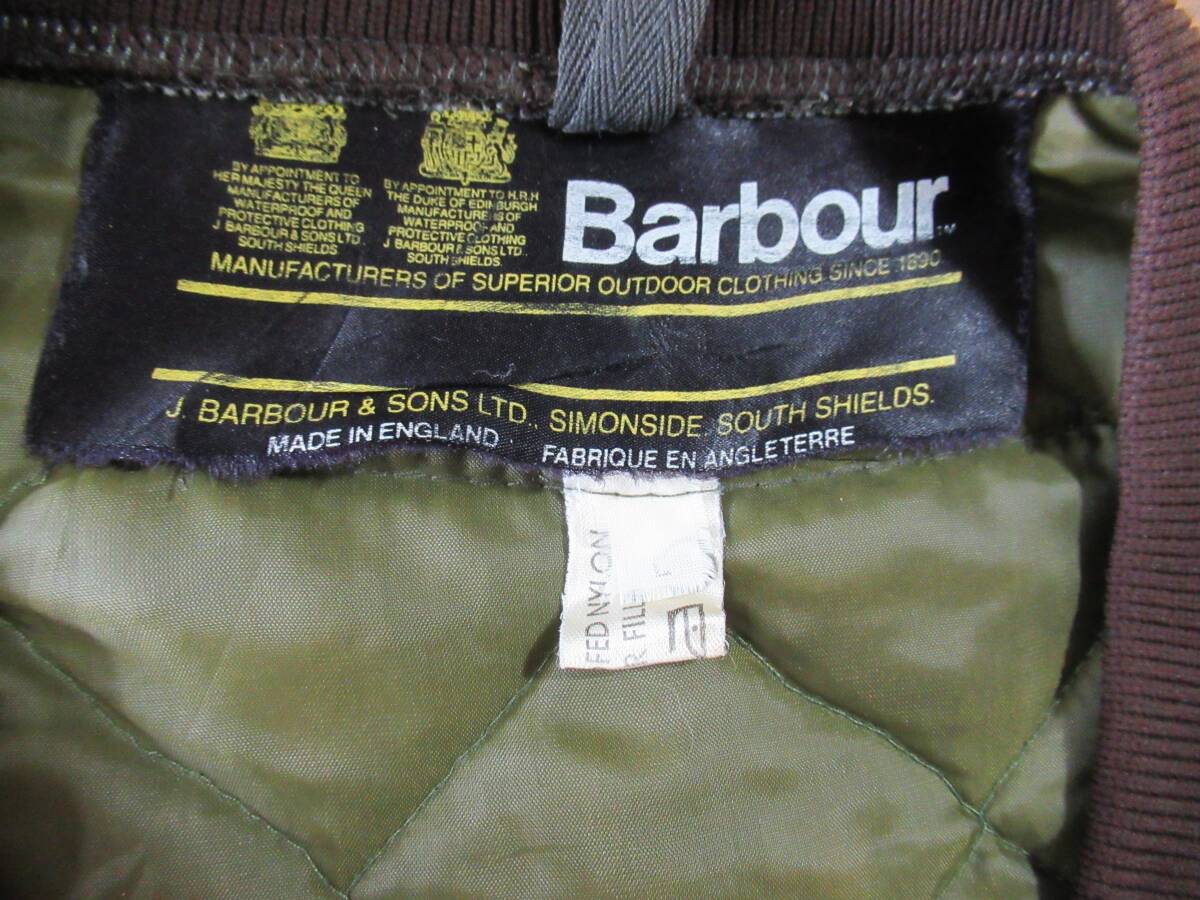 BY APPOINTMENT TO
HER MAJESTY THE QUEEN
MANUFACTURERS OF
WATERPROOF AND
PROTECTIVE CLOTHING
J. BARBOUR & SONS LTD.
SOUTH SHIELDS
BY APPOINTMENT TO H.R.H
THE DUKE OF EDINBURGH
MANUFACTURERS OF
WATERPROOF AND
PROTECTIVE CLOTHING
J. BARBOUR & SONS LTD.,
SOUTH SHIELDS.
Barbour™
MANUFACTURERS OF SUPERIOR OUTDOOR CLOTHING SINCE 1890
J. BARBOUR & SONS LTD., SIMONSIDE, SOUTH SHIELDS.
MADE IN ENGLAND. FABRIQUE EN ANGLETERRE
FED NYLON
R FILL